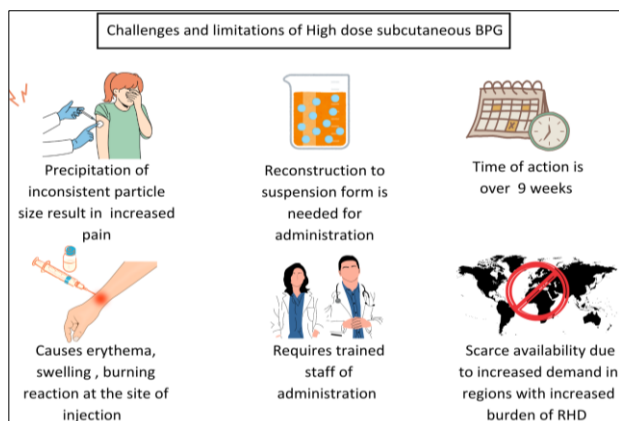 Challenges and limitations of High dose subcutaneous BPG
Precipitation of
inconsistent particle
size result in  increased
pain
Reconstruction to
suspension form is
needed for
administration
Time of action is
over  9 weeks
Causes erythema,
swelling , burning
reaction at the site of
injection
Requires trained
staff of
administration
Scarce availability due
to increased demand in
regions with increased
burden of RHD